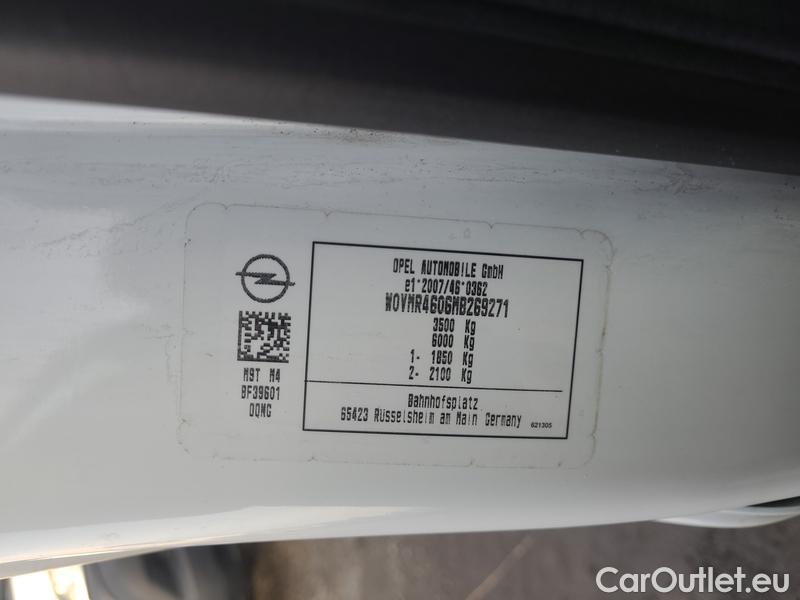 OPEL AUTOMOBILE GmbH
e1*2007/46*0362
W0VMR4606MB269271
3500 Kg
6000 Kg
1- 1850 Kg
2- 2100 Kg
Bahnhofsplatz
65423 Rüsselsheim am Main Germany
621305
M9T M4
BF39601
0QNG
CarOutlet.eu